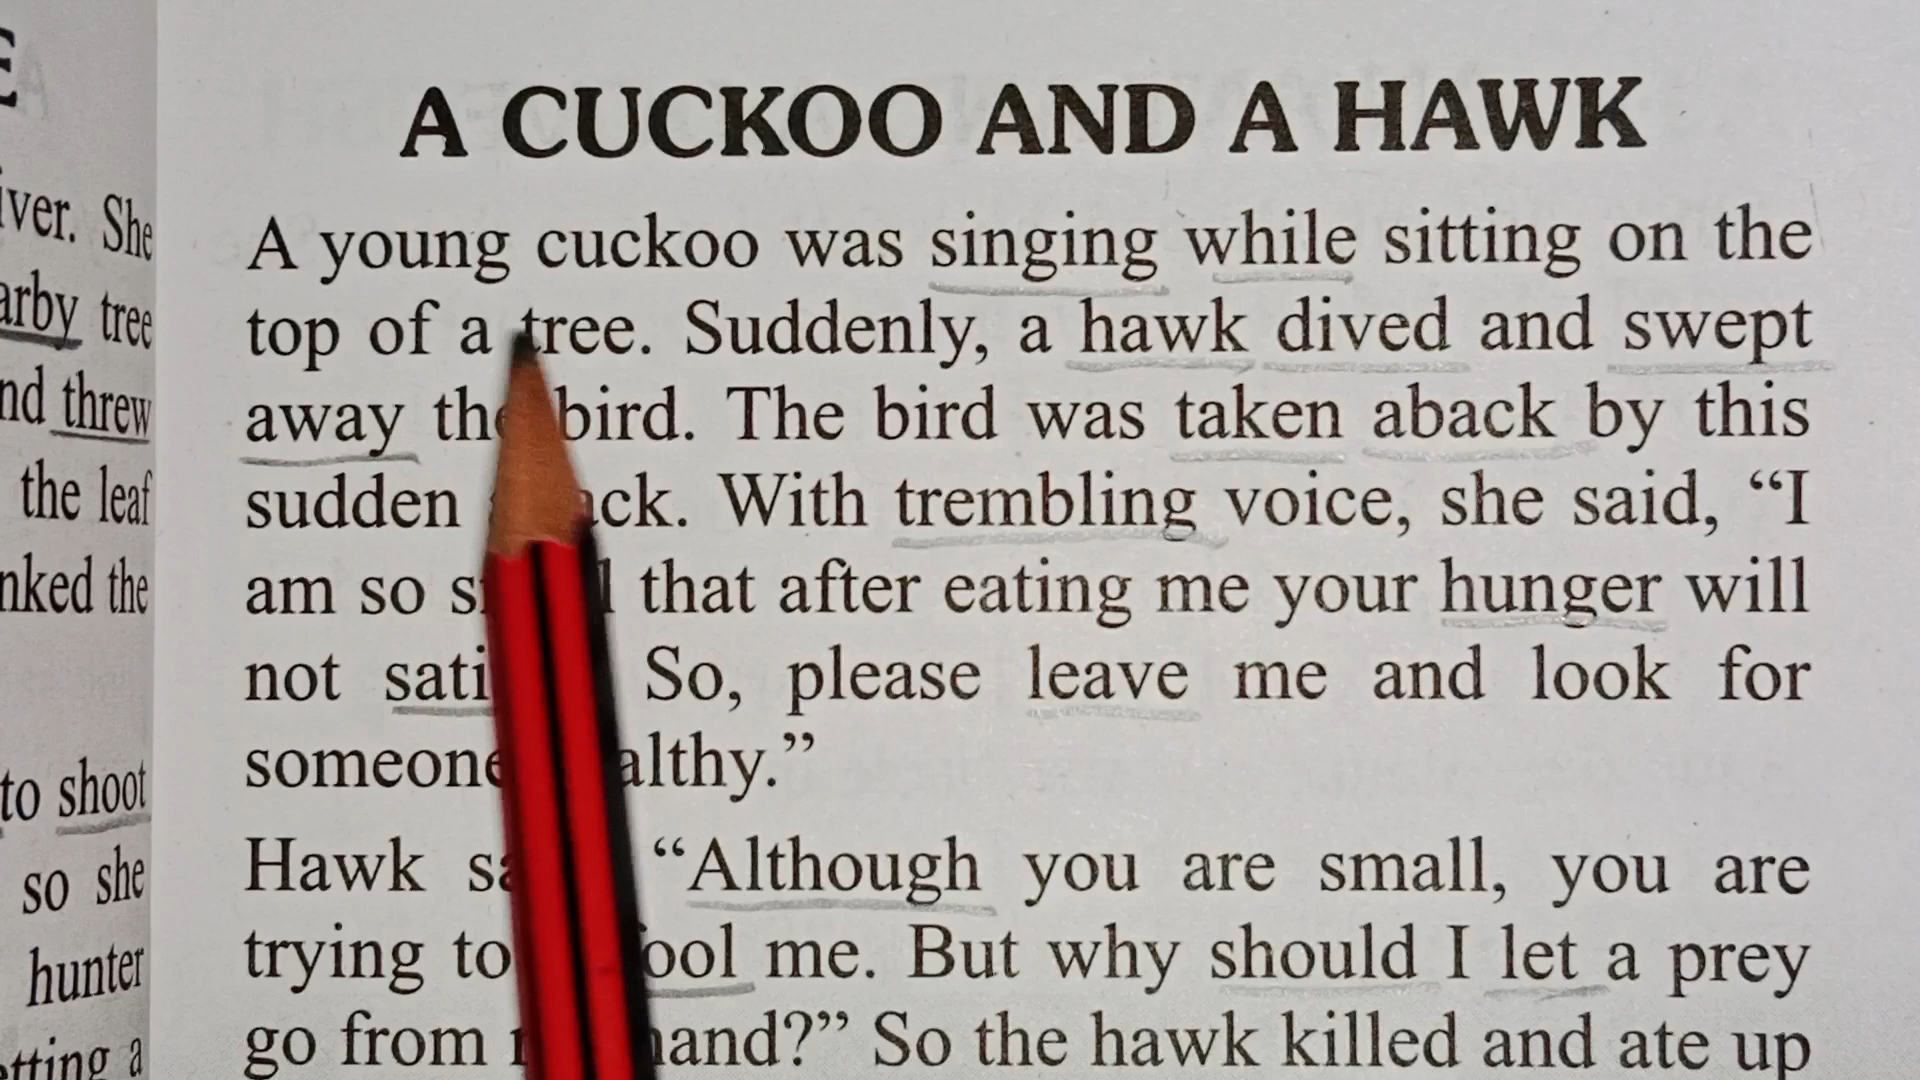 A CUCKOO AND A HAWK
A young cuckoo was singing while sitting on the
top of a tree. Suddenly, a hawk dived and swept
away the bird. The bird was taken aback by this
sudden ck. With trembling voice, she said, “I
am so that after eating me your hunger will
not sati So, please leave me and look for
someone althy.”
Hawk “Although you are small, you are
trying to ool me. But why should I let a prey
go from hand?” So the hawk killed and ate up
ver. She
arby tree
nd threw
the leaf
nked the
to shoot
so she
hunter
tting a